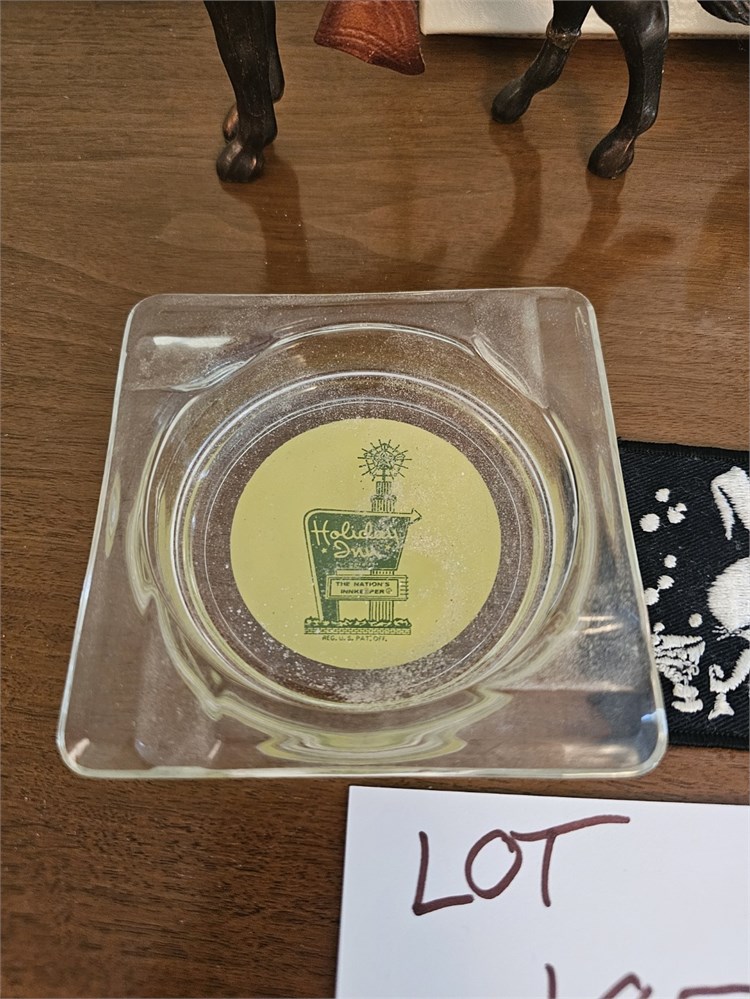 Holiday
Inn
THE NATION'S
INNKEEPER
REG. U.S. PAT. OFF.
LOT